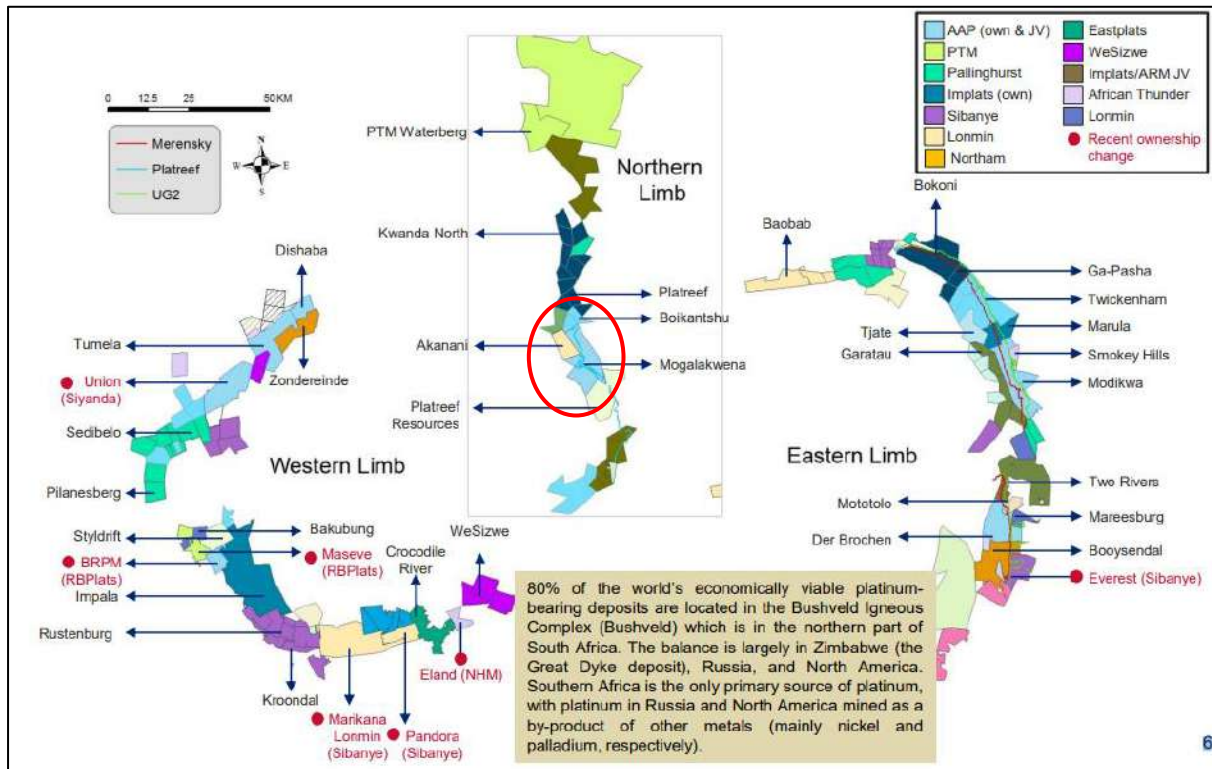 AAP (own & JV)
PTM
Pallinghurst
Implats (own)
Sibanye
Lonmin
Northam
Eastplats
WeSizwe
Implats/ARM JV
African Thunder
Lonmin
Recent ownership
change
0 12.5 25 50KM
Merensky
Platreef
UG2
N
W E
S
PTM Waterberg
Northern
Limb
Kwanda North
Platreef
Boikantshu
Akanani
Mogalakwena
Platreef
Resources
Dishaba
Tumela
Zondereinde
Union
(Siyanda)
Sedibelo
Western Limb
Pilanesberg
Styldrift
Bakubung
BRPM
(RBPlats)
Maseve
(RBPlats)
Impala
Crocodile
River
WeSizwe
Rustenburg
Kroondal
Marikana
Lonmin
(Sibanye)
Pandora
(Sibanye)
Eland (NHM)
Bokoni
Baobab
Ga-Pasha
Twickenham
Tjate
Marula
Garatau
Smokey Hills
Modikwa
Eastern Limb
Two Rivers
Mototolo
Mareesburg
Der Brochen
Booysendal
Everest (Sibanye)
80% of the world's economically viable platinum-
bearing deposits are located in the Bushveld Igneous
Complex (Bushveld) which is in the northern part of
South Africa. The balance is largely in Zimbabwe (the
Great Dyke deposit), Russia, and North America.
Southern Africa is the only primary source of platinum,
with platinum in Russia and North America mined as a
by-product of other metals (mainly nickel and
palladium, respectively).
6